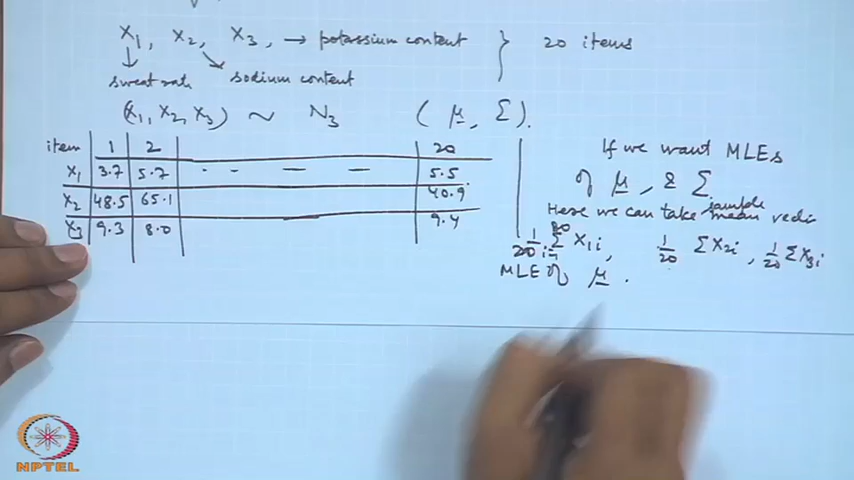 X₁, X₂, X₃, → potassium content } 20 items
sweat rate sodium content
(X₁, X₂, X₃) ~ N₃ (μ, Σ).
item 1 2 20
X₁ 3.7 5.7 . . — — 5.5
X₂ 48.5 65.1 40.9
X₃ 9.3 8.0 9.4
If we want MLEs
of μ, & Σ
Here we can take sample mean
1/20 Σ i=1 20 X₁ᵢ, 1/20 Σ X₂ᵢ, 1/20 Σ X₃ᵢ
MLE of μ.
NPTEL